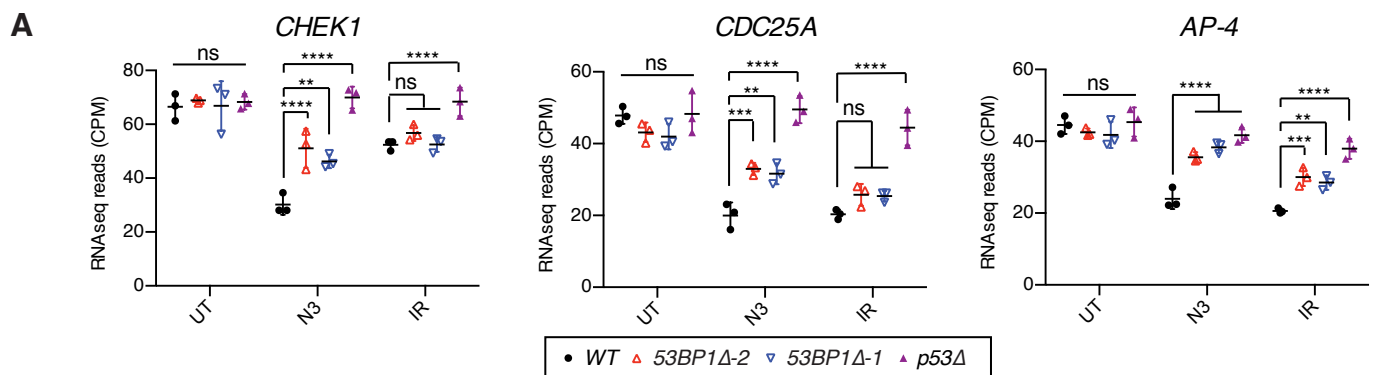 A
CHEK1
RNAseq reads (CPM)
80
60
40
20
0
ns
****
**
****
ns
****
UT
N3
IR
CDC25A
RNAseq reads (CPM)
60
40
20
0
ns
***
**
****
ns
****
UT
N3
IR
AP-4
RNAseq reads (CPM)
60
40
20
0
ns
****
***
**
****
UT
N3
IR
WT 53BP1Δ-2 53BP1Δ-1 p53Δ